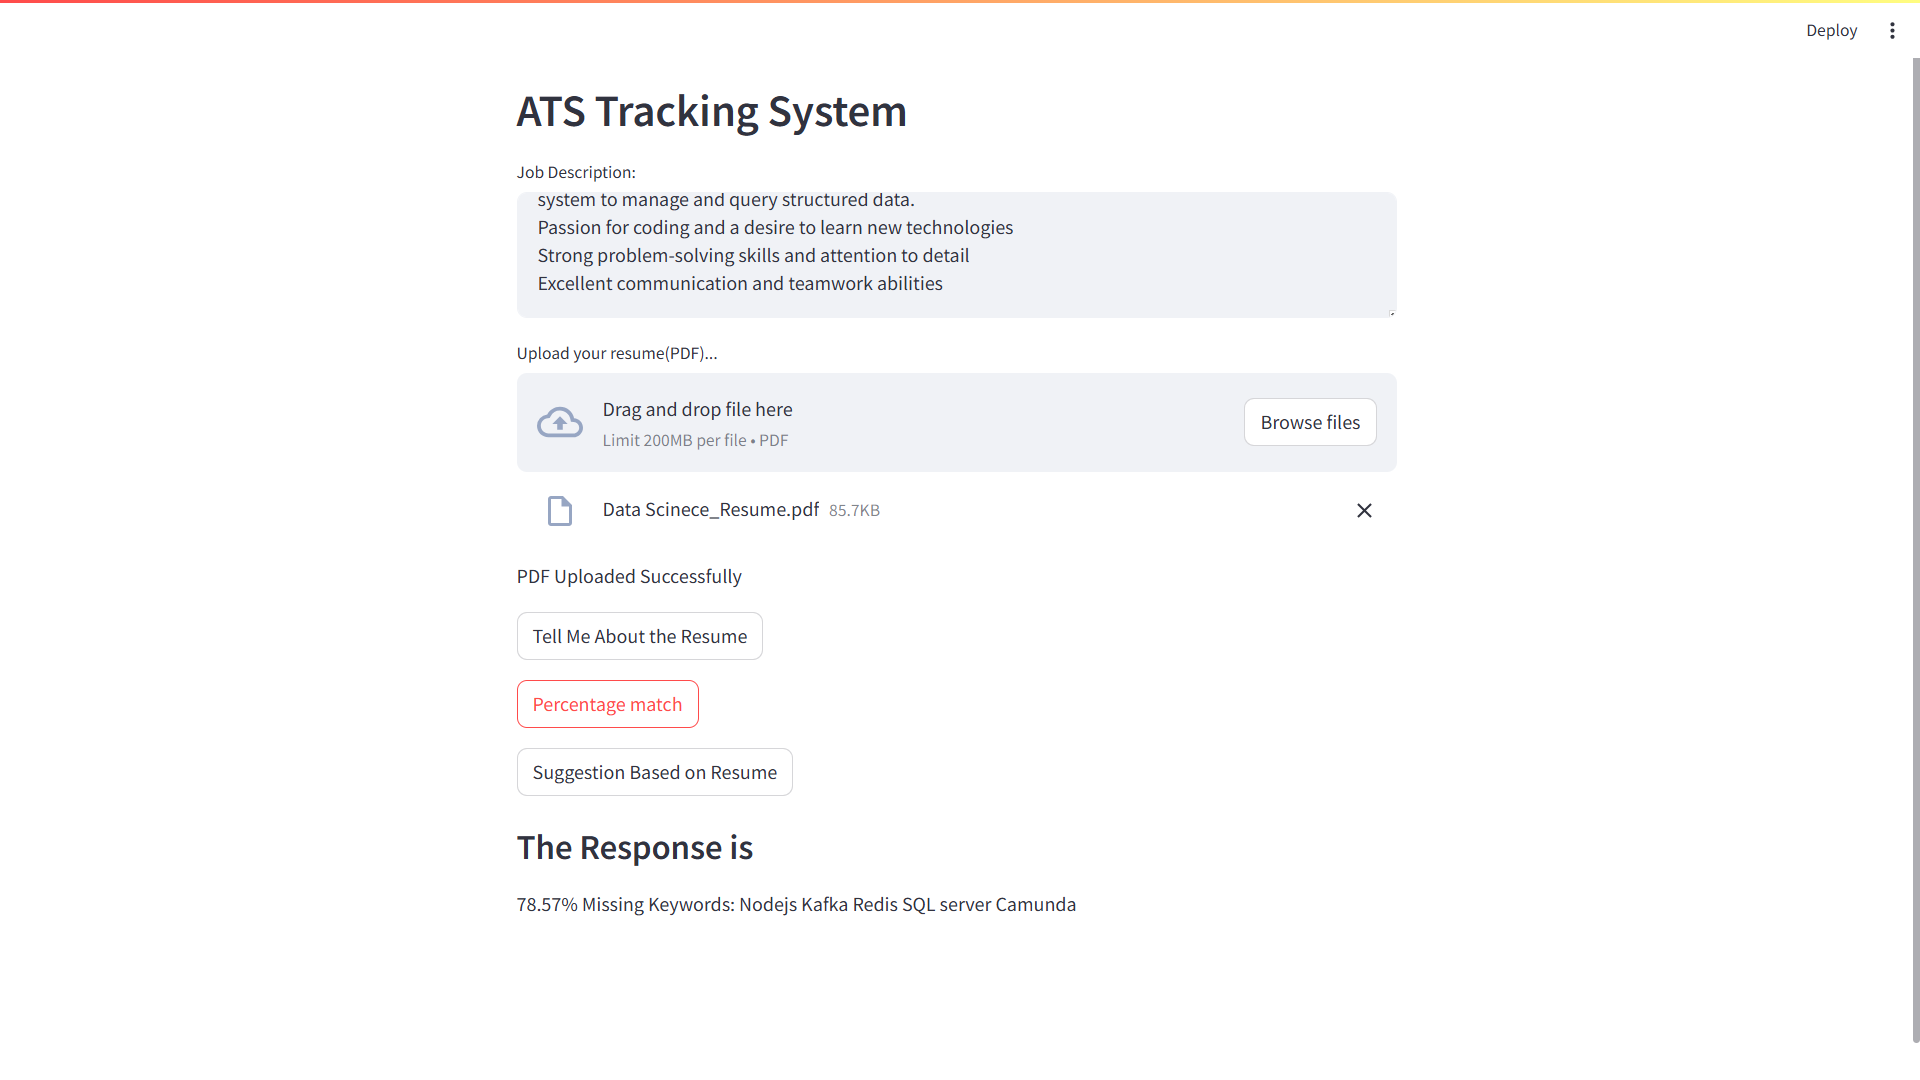 Deploy
ATS Tracking System
Job Description:
system to manage and query structured data.
Passion for coding and a desire to learn new technologies
Strong problem-solving skills and attention to detail
Excellent communication and teamwork abilities
Upload your resume(PDF)...
Drag and drop file here
Limit 200MB per file • PDF
Browse files
Data Scinece_Resume.pdf 85.7KB
PDF Uploaded Successfully
Tell Me About the Resume
Percentage match
Suggestion Based on Resume
The Response is
78.57% Missing Keywords: Nodejs Kafka Redis SQL server Camunda